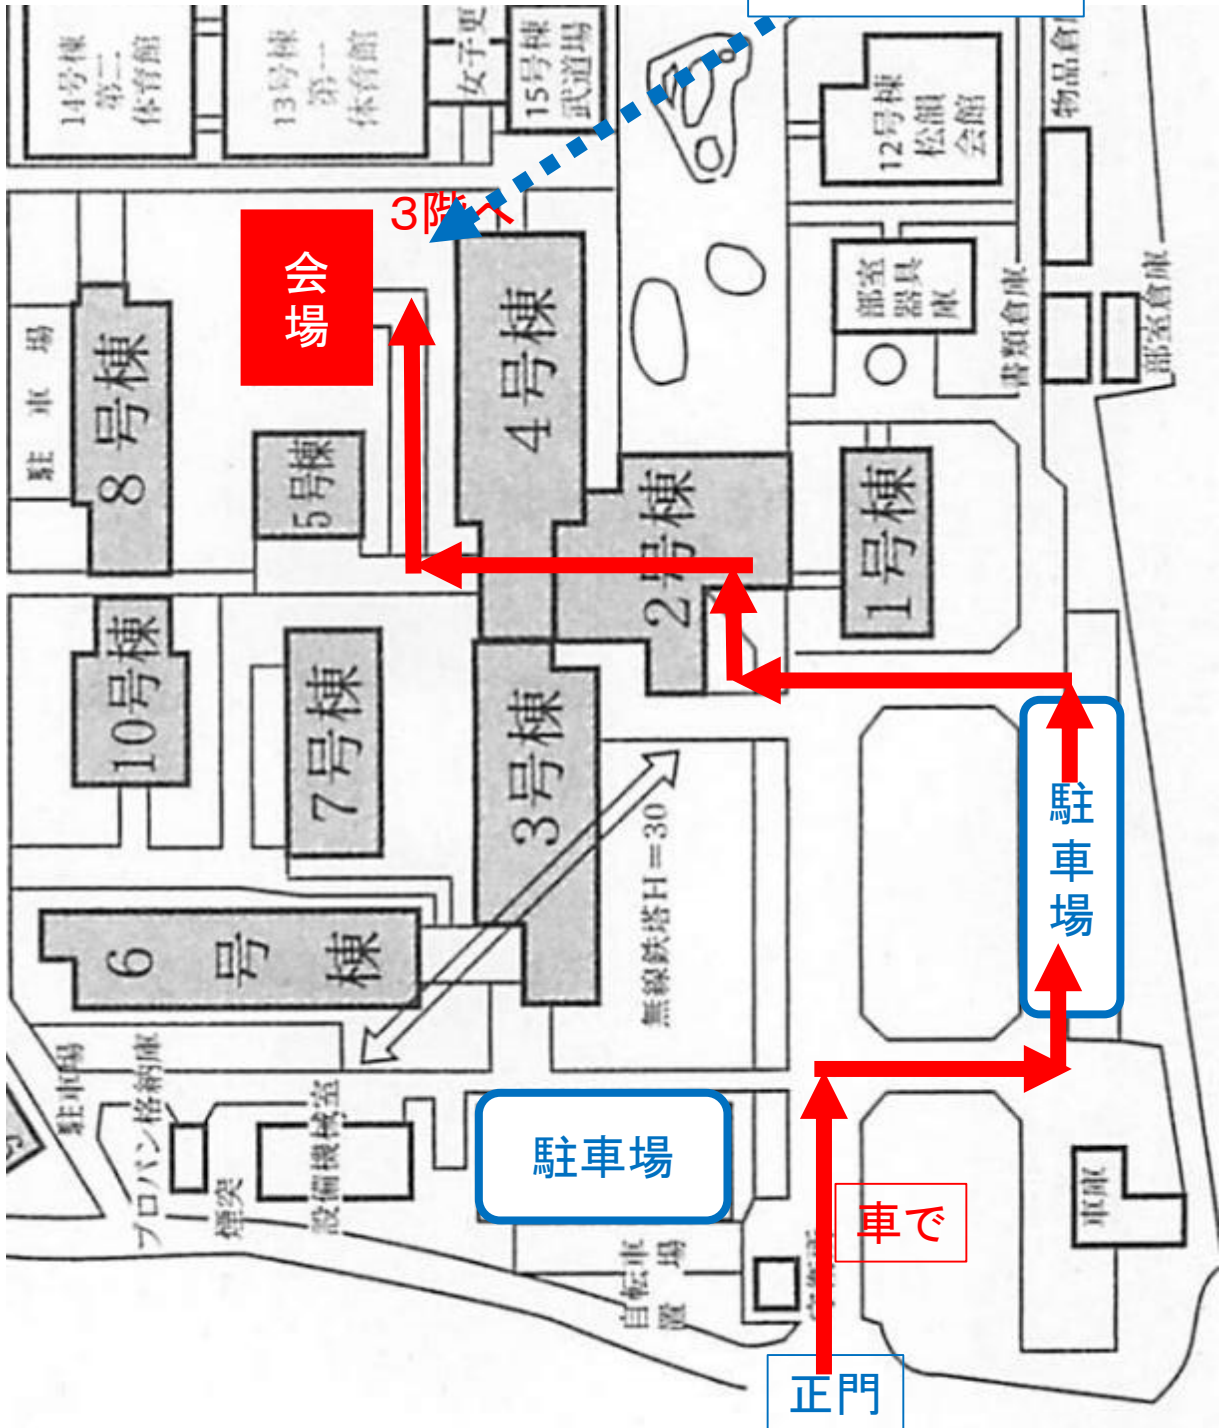 14号棟
第二
体育館
13号棟
第一
体育館
女子更
15号棟
武道場
12号棟
松韻
会館
物品倉庫
3階へ
会場
駐車場
8号棟
5号棟
4号棟
部室
器具
庫
書類倉庫
部室倉庫
2号棟
1号棟
10号棟
7号棟
3号棟
無線鉄塔H=30
駐車場
6号棟
駐車場
プロパン格納庫
煙突
設備機械室
駐車場
自転車
置場
車で
車庫
正門